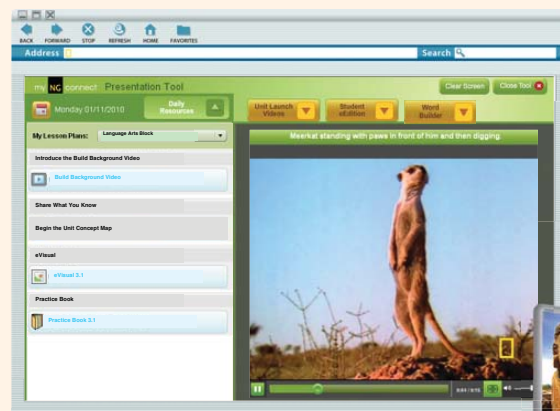 BACK FORWARD STOP REFRESH HOME FAVORITES
Address Search
my NG connect Presentation Tool Clear Screen Close Tool
Monday 01/11/2010 Daily Resources
Unit Launch Videos Student eEdition Word Builder
My Lesson Plans: Language Arts Block
Meerkat standing with paws in front of him and then digging.
Introduce the Build Background Video
Build Background Video
Share What You Know
Begin the Unit Concept Map
eVisual
eVisual 3.1
Practice Book
Practice Book 3.1